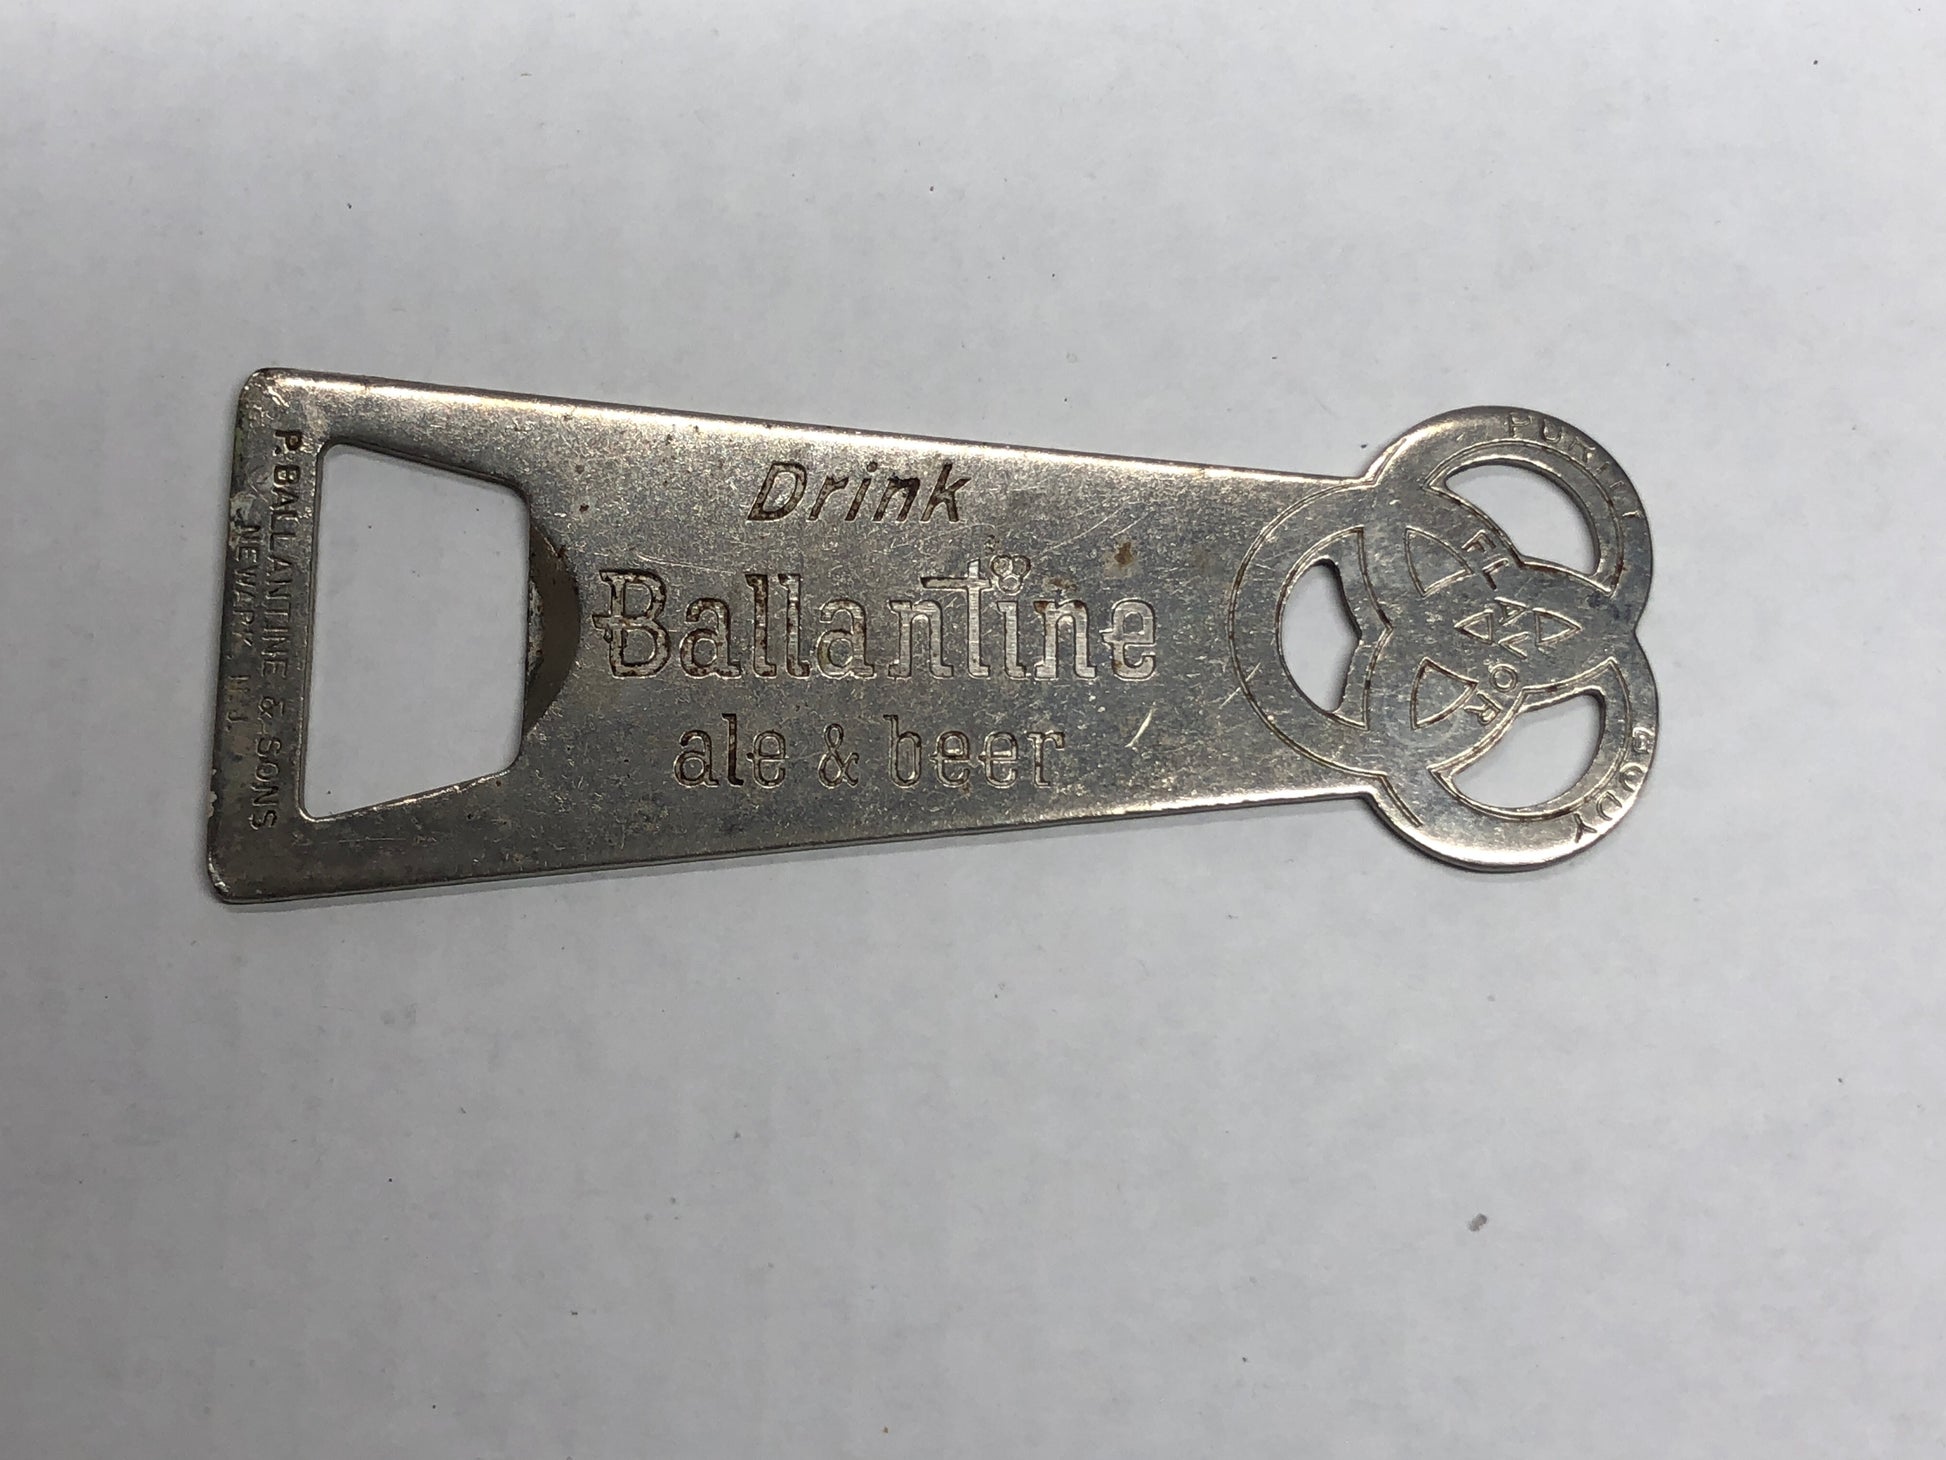 Drink
Ballantine
ale & beer
P. BALLANTINE & SONS
NEWARK N.J.
PURITY
FLAVOR
BODY